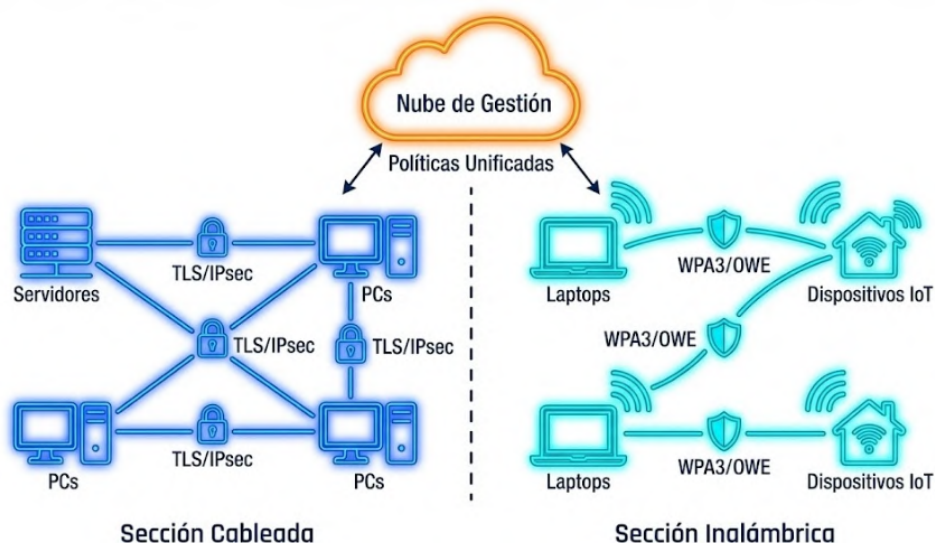 Nube de Gestión
Políticas Unificadas
TLS/IPsec
Servidores
PCs
TLS/IPsec
TLS/IPsec
TLS/IPsec
PCs
PCs
Sección Cableada
WPA3/OWE
Laptops
Dispositivos IoT
WPA3/OWE
WPA3/OWE
Laptops
Dispositivos IoT
Sección Inalámbrica